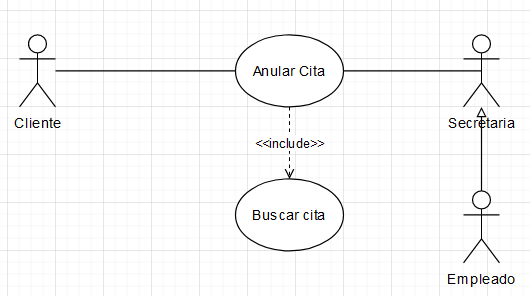 Anular Cita
Cliente
Secretaria
<<include>>
Buscar cita
Empleado